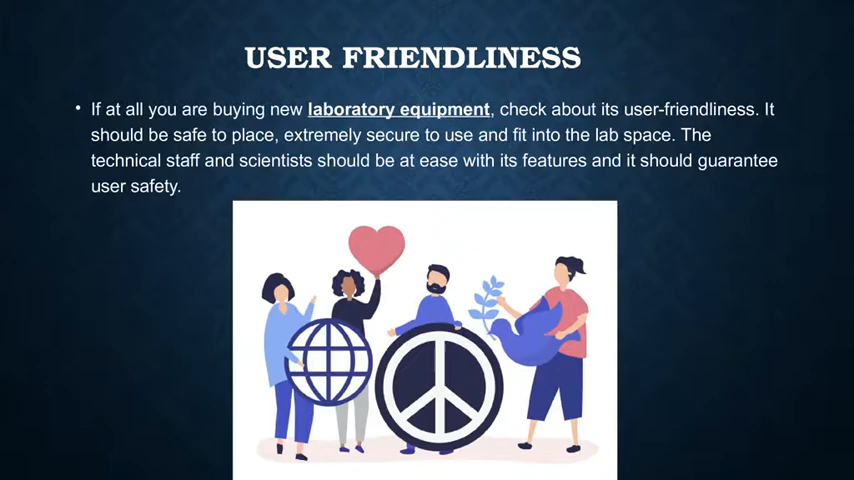 USER FRIENDLINESS
• If at all you are buying new laboratory equipment, check about its user-friendliness. It
should be safe to place, extremely secure to use and fit into the lab space. The
technical staff and scientists should be at ease with its features and it should guarantee
user safety.